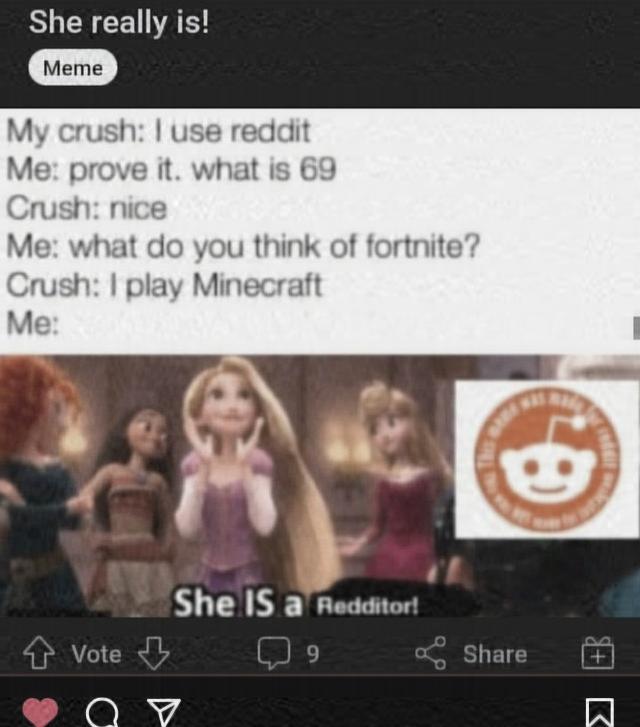 She really is!
Meme
My crush: I use reddit
Me: prove it. what is 69
Crush: nice
Me: what do you think of fortnite?
Crush: I play Minecraft
Me:
This meme was made for reddit
She IS a Redditor!
Vote
9
Share